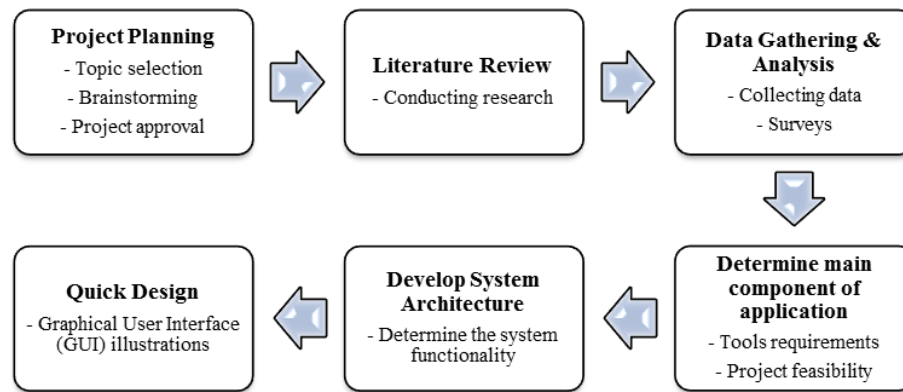 Project Planning
- Topic selection
- Brainstorming
- Project approval
Literature Review
- Conducting research
Data Gathering &
Analysis
- Collecting data
- Surveys
Determine main
component of
application
- Tools requirements
- Project feasibility
Develop System
Architecture
- Determine the system
functionality
Quick Design
- Graphical User Interface
(GUI) illustrations